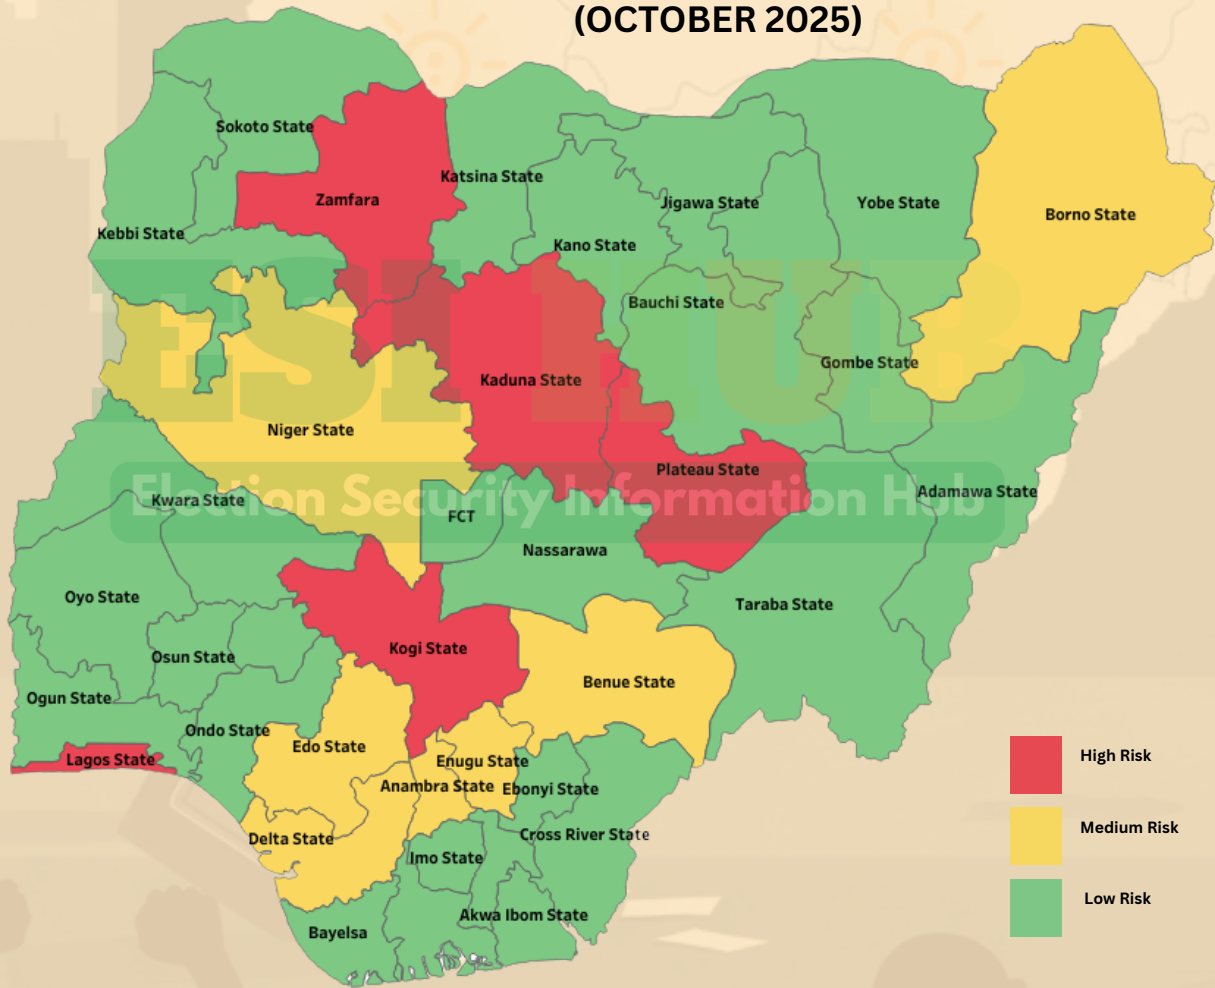 (OCTOBER 2025)
Sokoto State
Zamfara
Katsina State
Jigawa State
Yobe State
Borno State
Kebbi State
Kano State
Bauchi State
Gombe State
ESI HUB
Kaduna State
Niger State
Plateau State
Kwara State
Election Security Information Hub
Adamawa State
FCT
Nassarawa
Oyo State
Taraba State
Kogi State
Osun State
Benue State
Ogun State
Ondo State
Edo State
Lagos State
Enugu State
Anambra State
Ebonyi State
Delta State
Cross River State
Imo State
Akwa Ibom State
Bayelsa
High Risk
Medium Risk
Low Risk